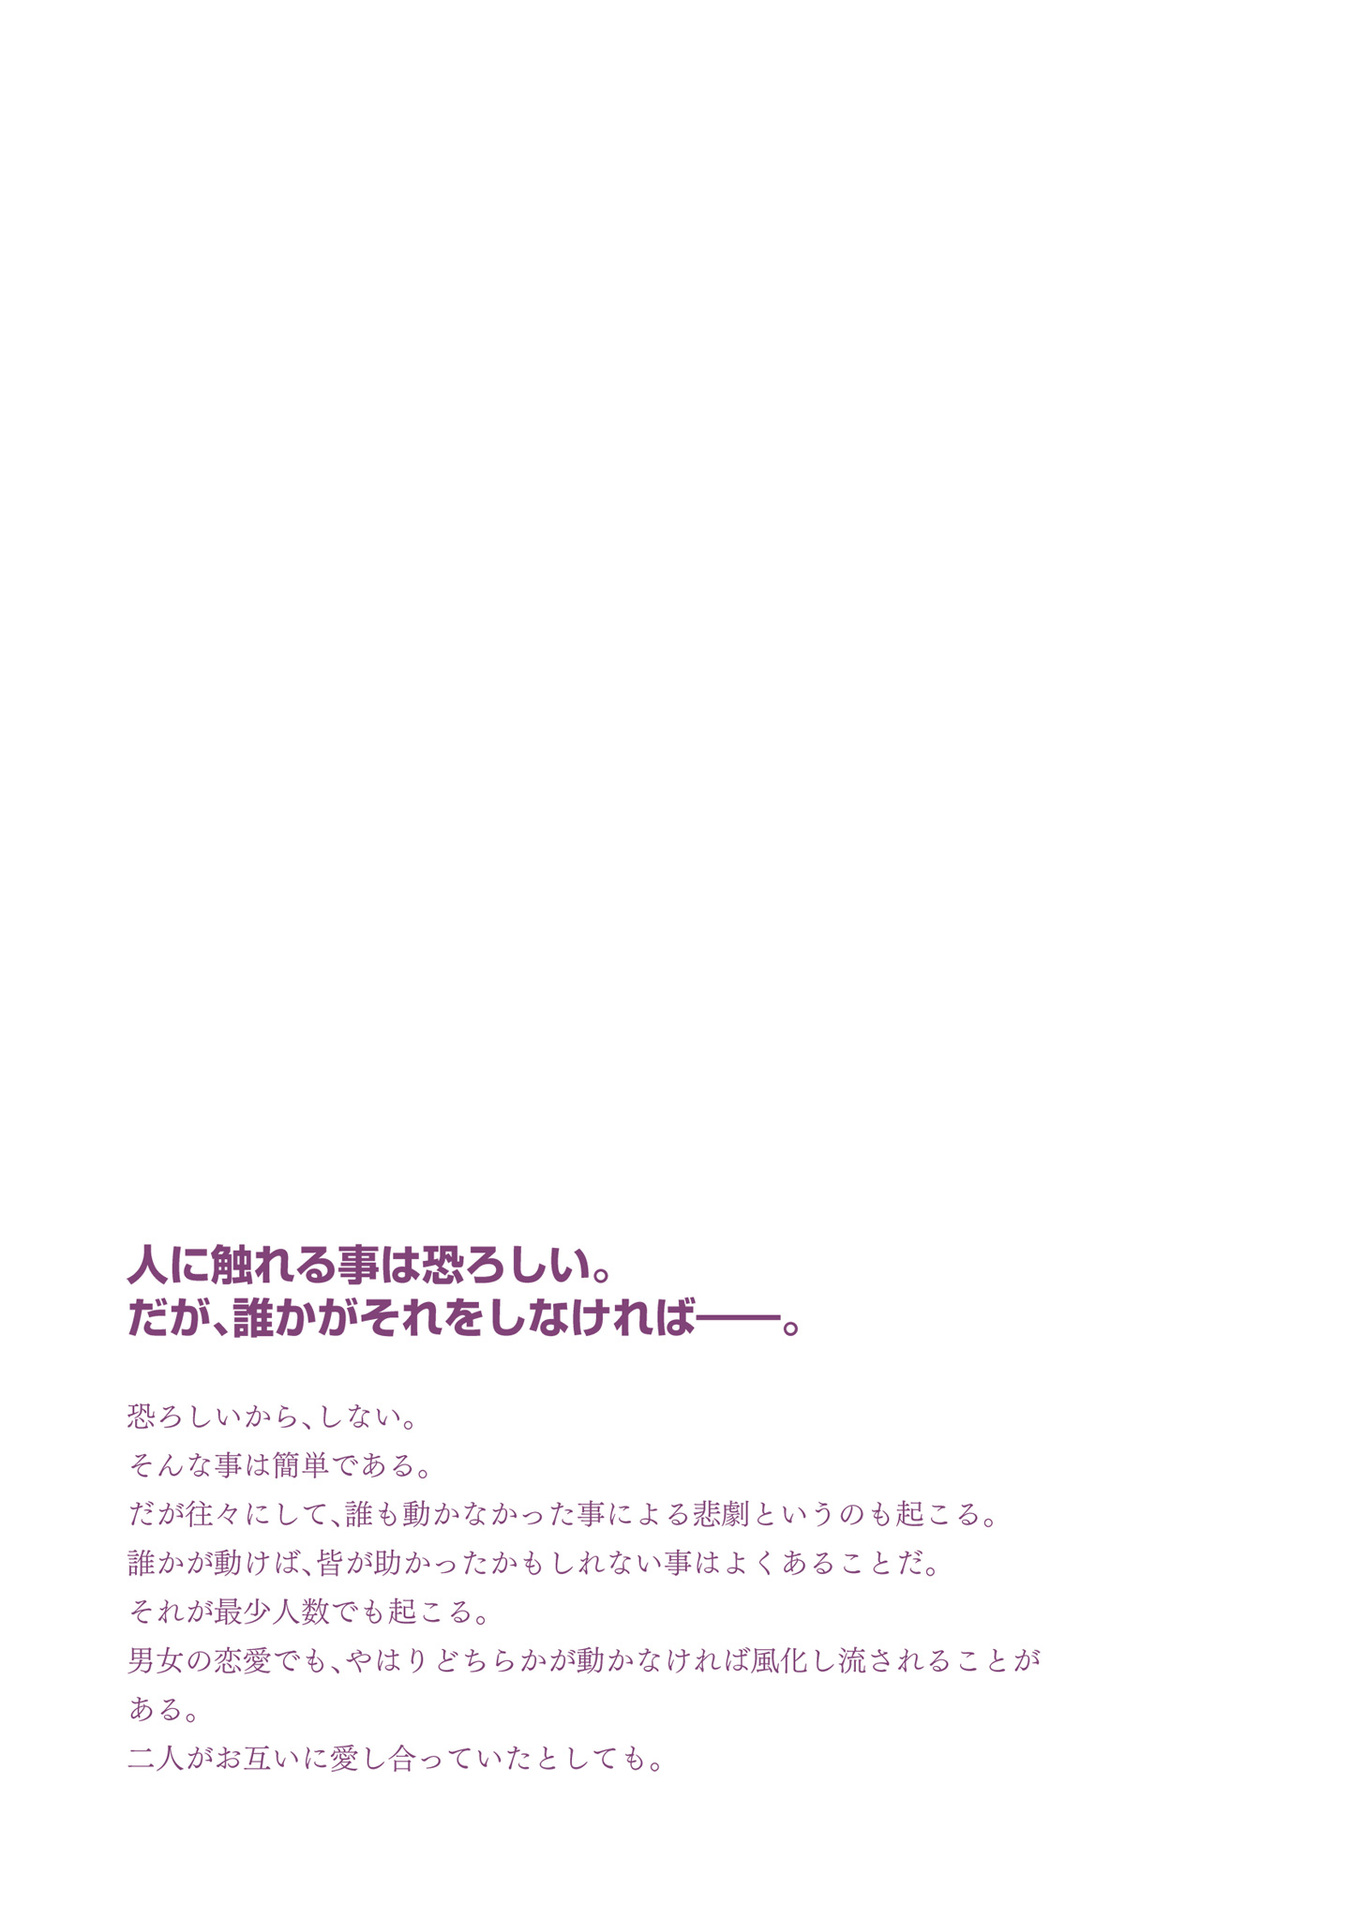 人に触れる事は恐ろしい。
だが、誰かがそれをしなければ――。
恐ろしいから、しない。
そんな事は簡単である。
だが往々にして、誰も動かなかった事による悲劇というのも起こる。
誰かが動けば、皆が助かったかもしれない事はよくあることだ。
それが最少人数でも起こる。
男女の恋愛でも、やはりどちらかが動かなければ風化し流されることが
ある。
二人がお互いに愛し合っていたとしても。